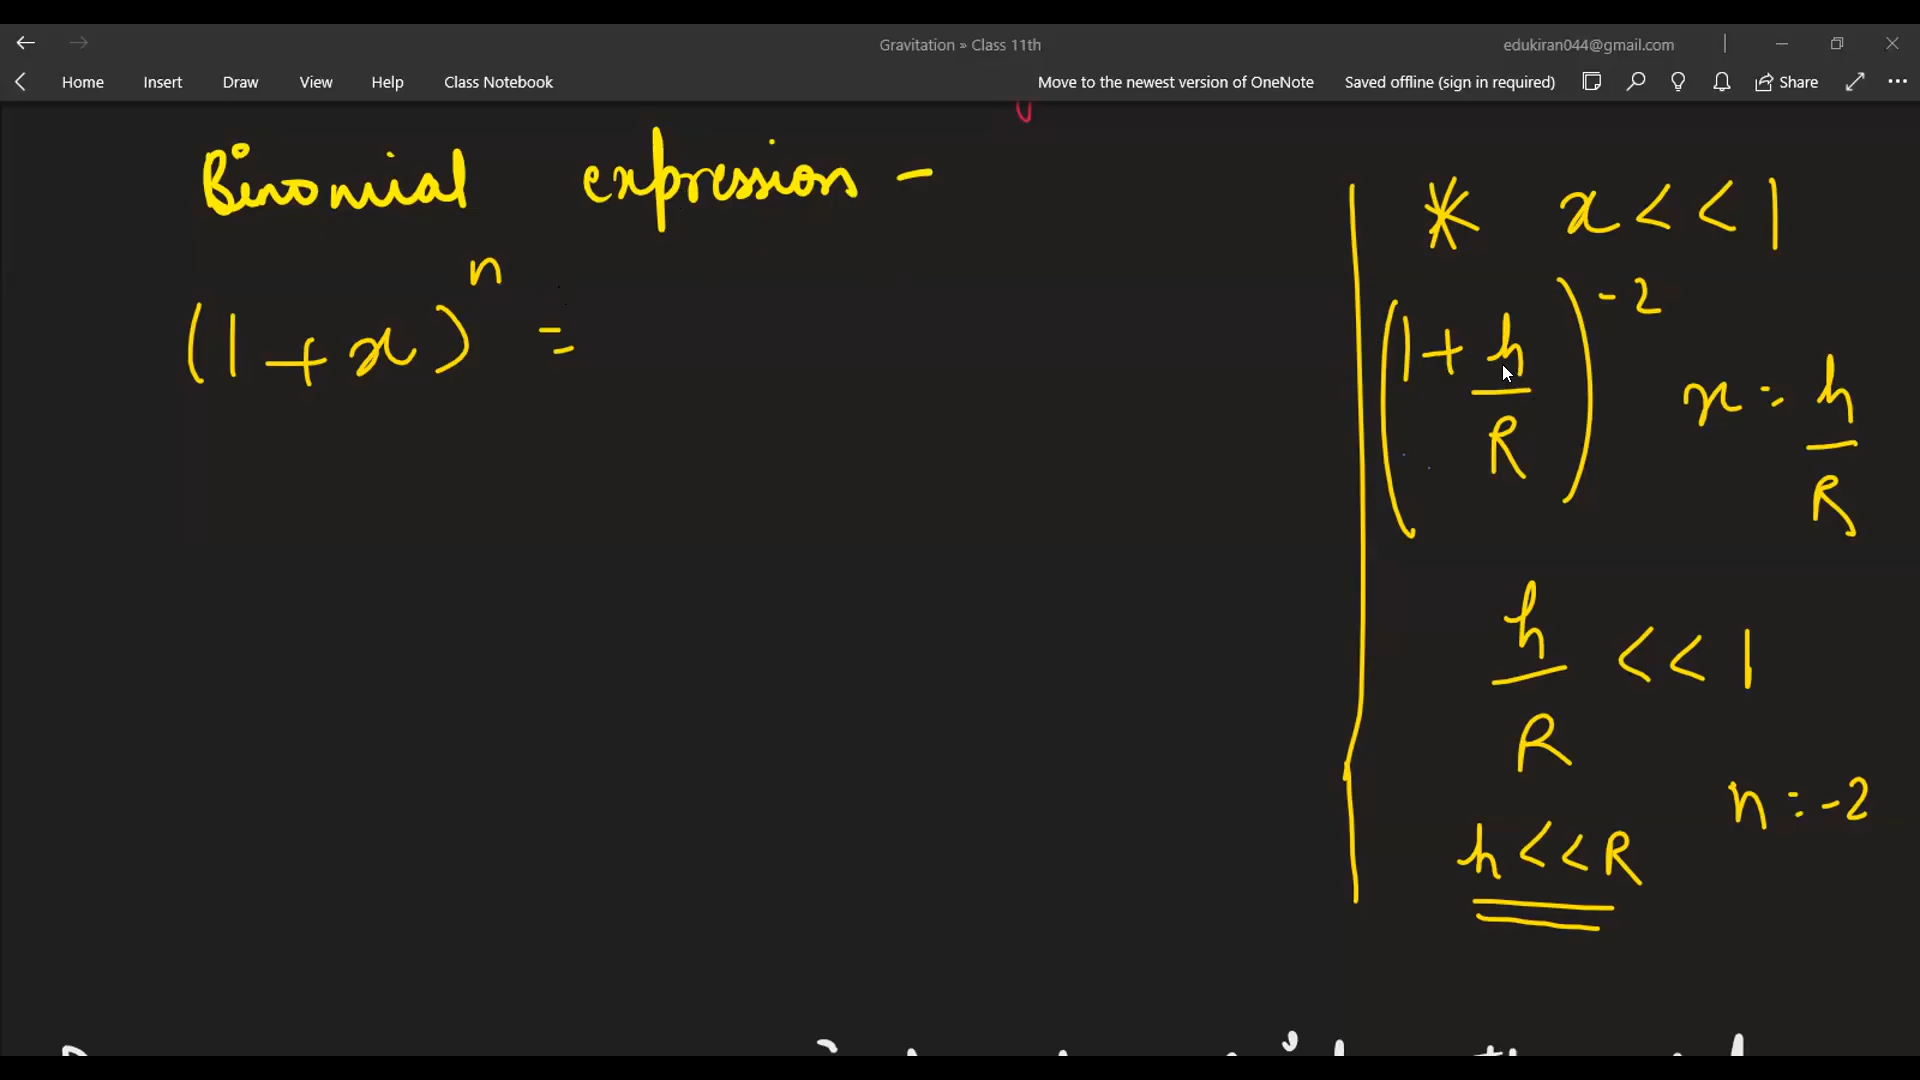 Gravitation » Class 11th
edukiran044@gmail.com
Home Insert Draw View Help Class Notebook
Move to the newest version of OneNote Saved offline (sign in required) Share
Binomial expression -
(1+x)^n =
* x << 1
(1 + h/R)^-2
x = h/R
h/R << 1
n = -2
h << R